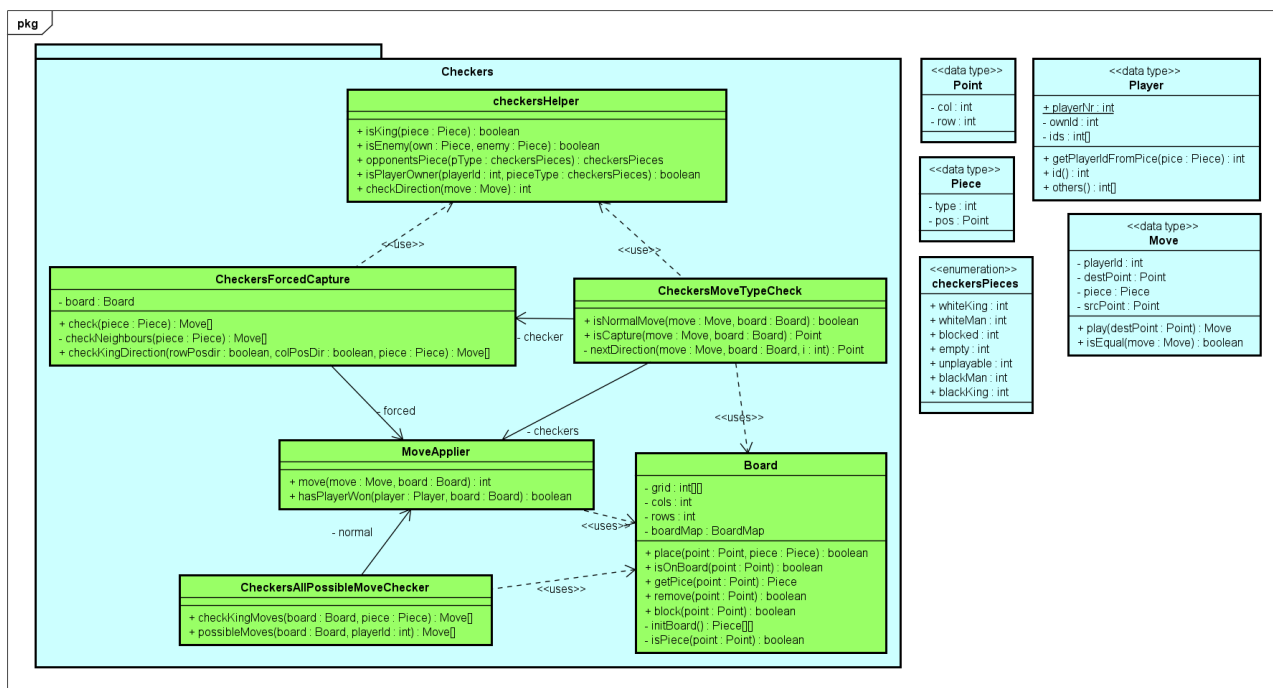 pkg
Checkers
checkersHelper
+ isKing(piece : Piece) : boolean
+ isEnemy(own : Piece, enemy : Piece) : boolean
+ opponentsPiece(pType : checkersPieces) : checkersPieces
+ isPlayerOwner(playerId : int, pieceType : checkersPieces) : boolean
+ checkDirection(move : Move) : int
<<use>>
<<use>>
CheckersForcedCapture
- board : Board
+ check(piece : Piece) : Move[]
- checkNeighbours(piece : Piece) : Move[]
+ checkKingDirection(rowPosdir : boolean, colPosDir : boolean, piece : Piece) : Move[]
- checker
CheckersMoveTypeCheck
+ isNormalMove(move : Move, board : Board) : boolean
+ isCapture(move : Move, board : Board) : Point
- nextDirection(move : Move, board : Board, i : int) : Point
- forced
- checkers
<<uses>>
MoveApplier
+ move(move : Move, board : Board) : int
+ hasPlayerWon(player : Player, board : Board) : boolean
<<uses>>
- normal
CheckersAllPossibleMoveChecker
+ checkKingMoves(board : Board, piece : Piece) : Move[]
+ possibleMoves(board : Board, playerId : int) : Move[]
<<uses>>
Board
- grid : int[][]
- cols : int
- rows : int
- boardMap : BoardMap
+ place(point : Point, piece : Piece) : boolean
+ isOnBoard(point : Point) : boolean
+ getPice(point : Point) : Piece
+ remove(point : Point) : boolean
+ block(point : Point) : boolean
- initBoard() : Piece[][]
- isPiece(point : Point) : boolean
<<data type>>
Point
- col : int
- row : int
<<data type>>
Player
+ playerNr : int
- ownId : int
- ids : int[]
+ getPlayerIdFromPice(pice : Piece) : int
+ id() : int
+ others() : int[]
<<data type>>
Piece
- type : int
- pos : Point
<<data type>>
Move
- playerId : int
- destPoint : Point
- piece : Piece
- srcPoint : Point
+ play(destPoint : Point) : Move
+ isEqual(move : Move) : boolean
<<enumeration>>
checkersPieces
+ whiteKing : int
+ whiteMan : int
+ blocked : int
+ empty : int
+ unplayable : int
+ blackMan : int
+ blackKing : int